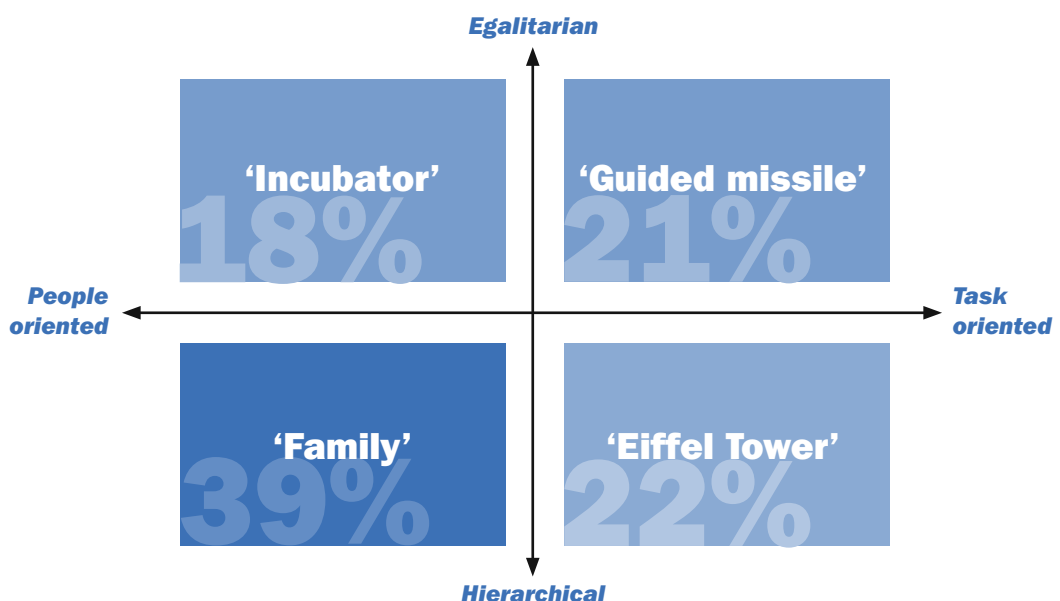 Egalitarian
‘Incubator’
18%
‘Guided missile’
21%
People
oriented
Task
oriented
‘Family’
39%
‘Eiffel Tower’
22%
Hierarchical